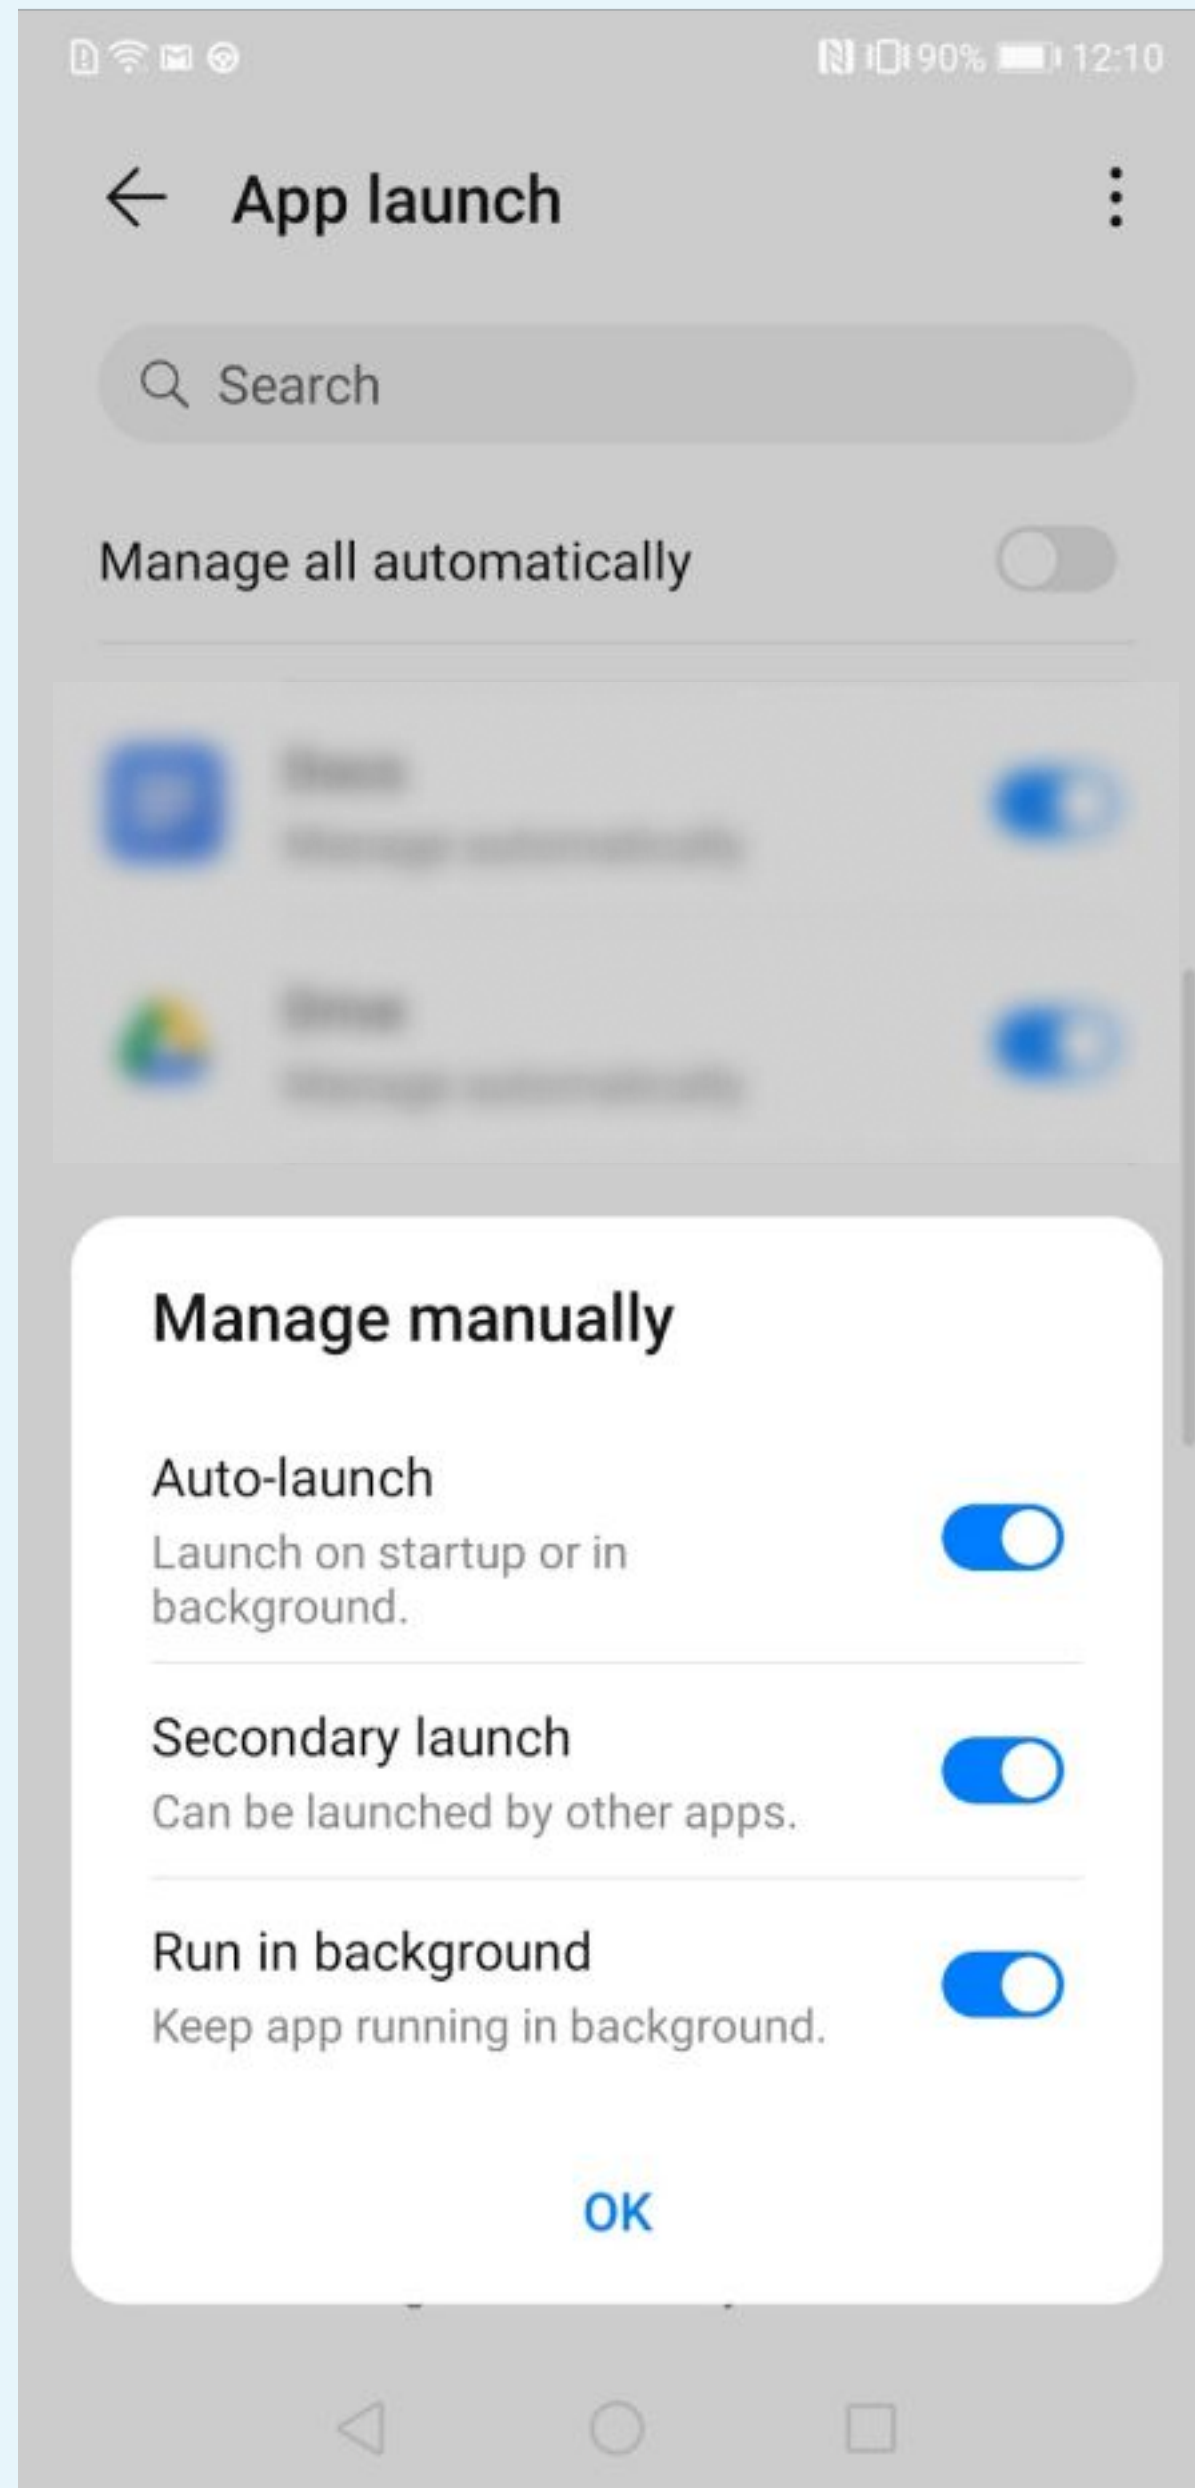 90% 12:10
App launch
Search
Manage all automatically
Manage manually
Auto-launch
Launch on startup or in
background.
Secondary launch
Can be launched by other apps.
Run in background
Keep app running in background.
OK